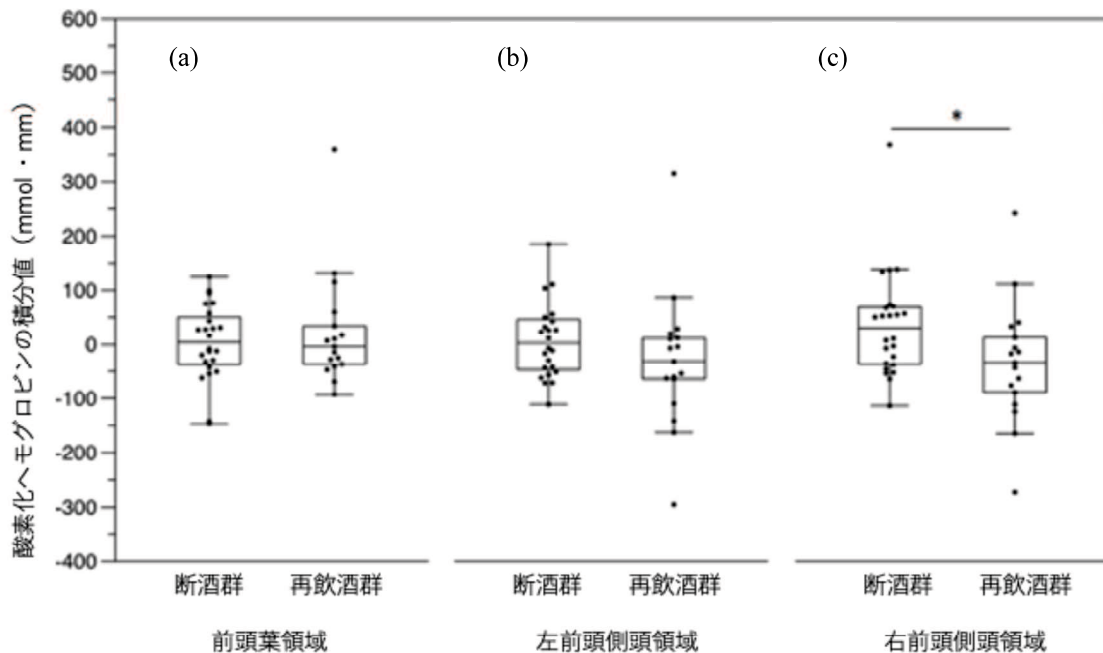 酸素化ヘモグロビンの積分値（mmol・mm）
600
500
400
300
200
100
0
-100
-200
-300
-400
(a)
(b)
(c)
*
断酒群 再飲酒群 断酒群 再飲酒群 断酒群 再飲酒群
前頭葉領域 左前頭側頭領域 右前頭側頭領域